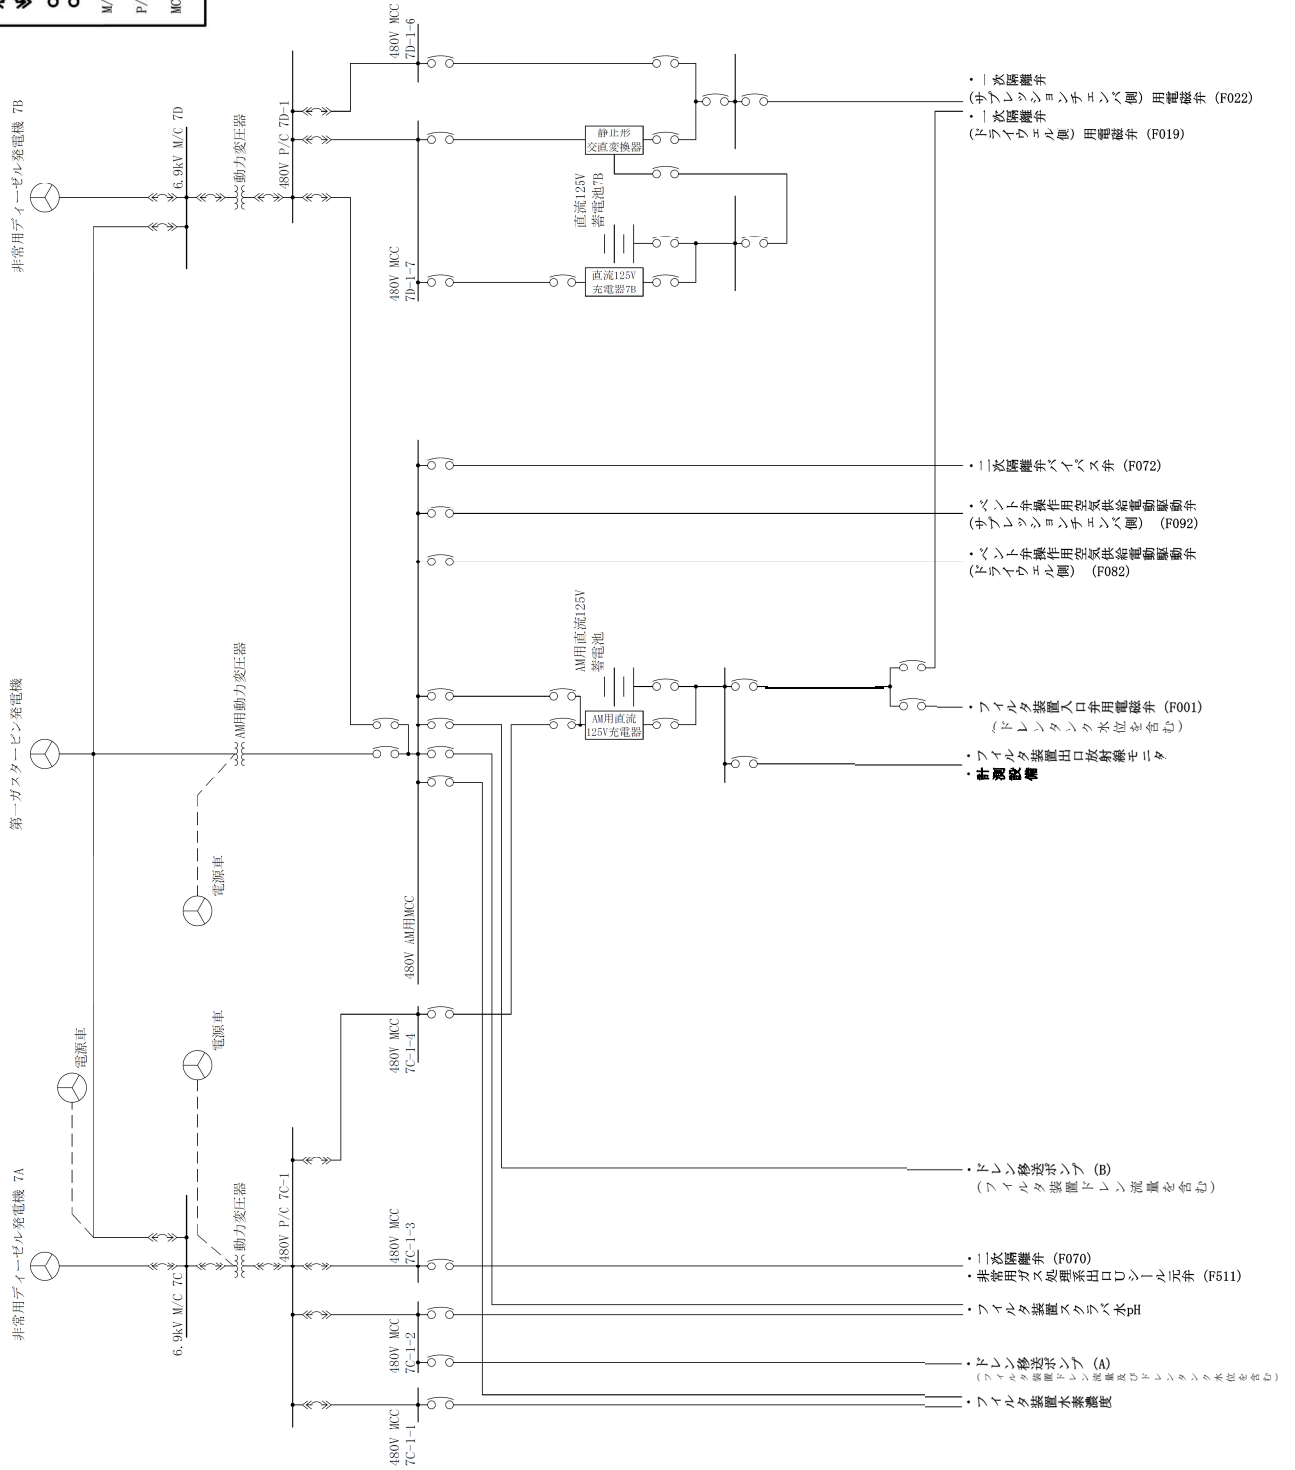 M/
P/
MC
非常用ディーゼル発電機 7B
6.9kV M/C 7D
動力変圧器
480V P/C 7D-1
480V MCC
7D-1-6
480V MCC
7D-1-7
静止形
交直変換器
直流125V
蓄電池7B
直流125V
充電器7B
・一次隔離弁
(サプレッションチェンバ側) 用電磁弁 (F022)
・一次隔離弁
(ドライウェル側) 用電磁弁 (F019)
・二次隔離弁バイパス弁 (F072)
・ベント弁操作用空気供給電動駆動弁
(サプレッションチェンバ側) (F092)
・ベント弁操作用空気供給電動駆動弁
(ドライウェル側) (F082)
第一ガスタービン発電機
AM用動力変圧器
電源車
480V AM用MCC
AM用直流125V
蓄電池
AM用直流
125V充電器
・フィルタ装置入口弁用電磁弁 (F001)
(ドレンタンク水位を含む)
・フィルタ装置出口放射線モニタ
・計測設備
電源車
電源車
480V MCC
7C-1-4
非常用ディーゼル発電機 7A
6.9kV M/C 7C
動力変圧器
480V P/C 7C-1
480V MCC
7C-1-3
480V MCC
7C-1-2
480V MCC
7C-1-1
・ドレン移送ポンプ (B)
(フィルタ装置ドレン流量を含む)
・二次隔離弁 (F070)
・非常用ガス処理系出口Uシール元弁 (F511)
・フィルタ装置スクラバ水pH
・ドレン移送ポンプ (A)
(フィルタ装置ドレン流量及びドレンタンク水位を含む)
・フィルタ装置水素濃度